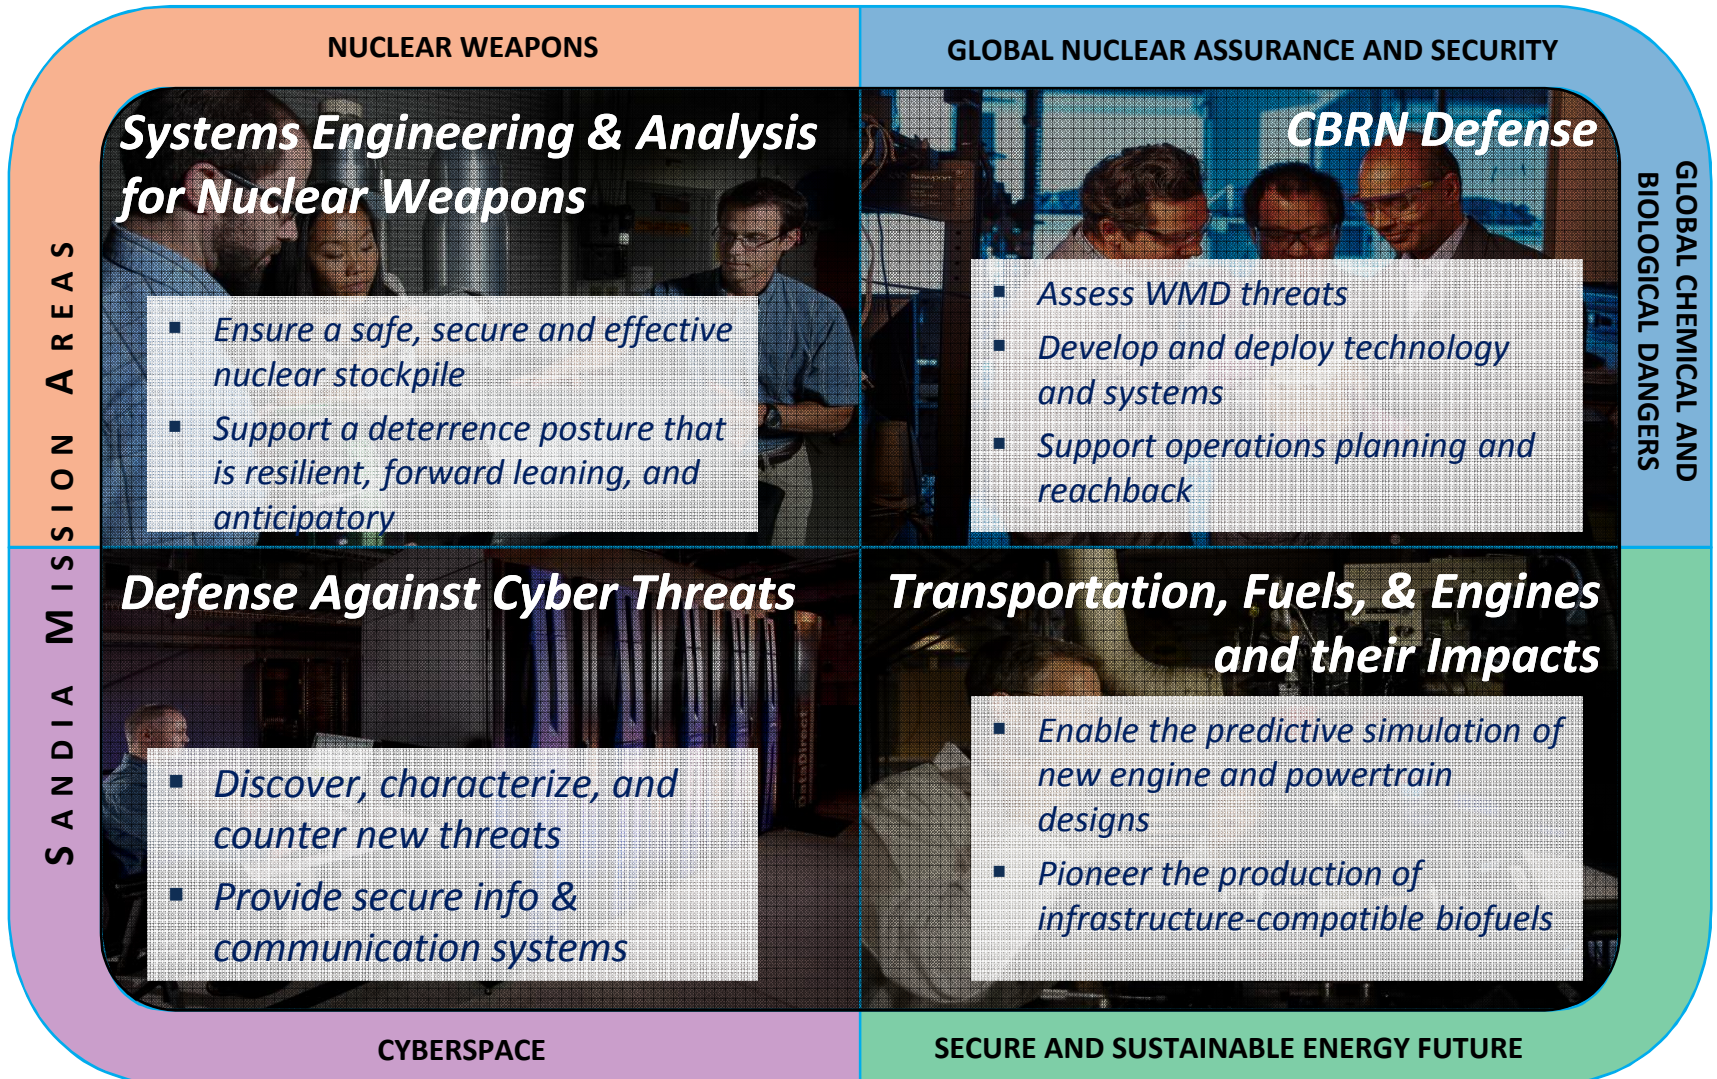 NUCLEAR WEAPONS
GLOBAL NUCLEAR ASSURANCE AND SECURITY
GLOBAL CHEMICAL AND
BIOLOGICAL DANGERS
SANDIA MISSION AREAS
Systems Engineering & Analysis
for Nuclear Weapons
▪ Ensure a safe, secure and effective
nuclear stockpile
▪ Support a deterrence posture that
is resilient, forward leaning, and
anticipatory
CBRN Defense
▪ Assess WMD threats
▪ Develop and deploy technology
and systems
▪ Support operations planning and
reachback
Defense Against Cyber Threats
▪ Discover, characterize, and
counter new threats
▪ Provide secure info &
communication systems
DataDirect
Transportation, Fuels, & Engines
and their Impacts
▪ Enable the predictive simulation of
new engine and powertrain
designs
▪ Pioneer the production of
infrastructure-compatible biofuels
CYBERSPACE
SECURE AND SUSTAINABLE ENERGY FUTURE